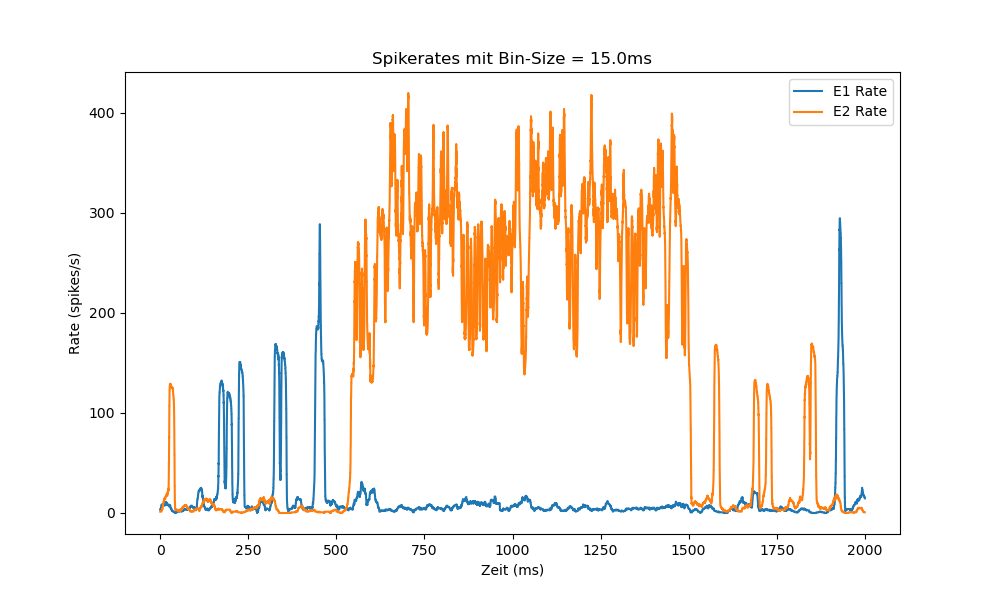 Spikerates mit Bin-Size = 15.0ms
E1 Rate
E2 Rate
Rate (spikes/s)
400
300
200
100
0
0 250 500 750 1000 1250 1500 1750 2000
Zeit (ms)